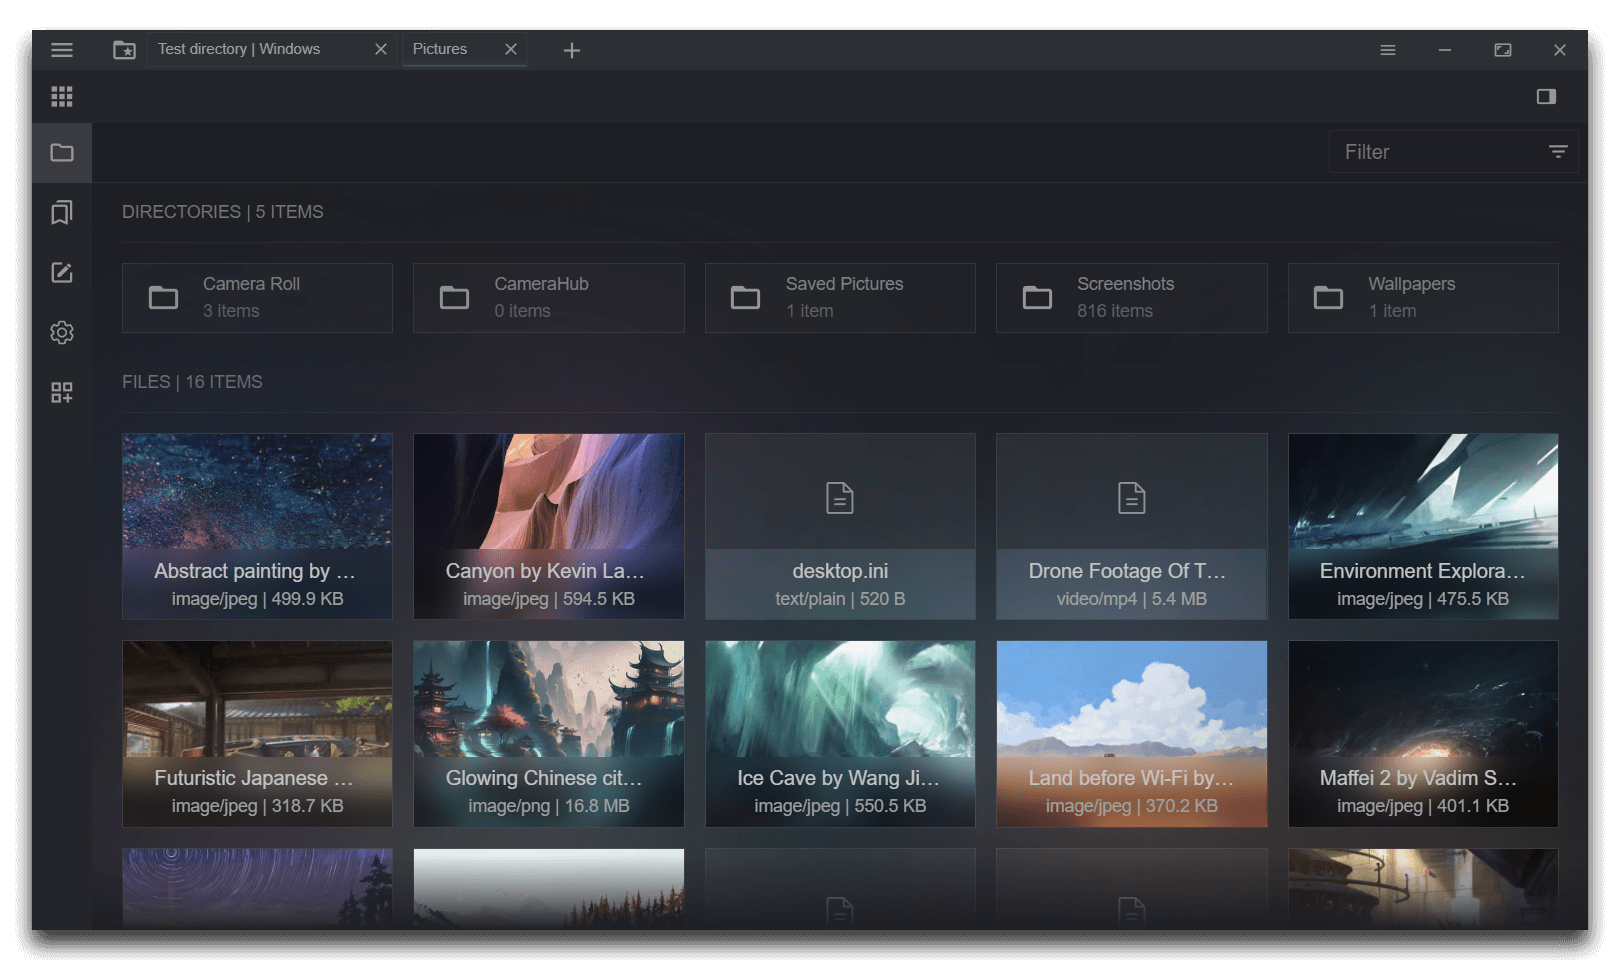 Test directory | Windows
Pictures
Filter
DIRECTORIES | 5 ITEMS
Camera Roll
3 items
CameraHub
0 items
Saved Pictures
1 item
Screenshots
816 items
Wallpapers
1 item
FILES | 16 ITEMS
Abstract painting by …
image/jpeg | 499.9 KB
Canyon by Kevin La…
image/jpeg | 594.5 KB
desktop.ini
text/plain | 520 B
Drone Footage Of T…
video/mp4 | 5.4 MB
Environment Explora…
image/jpeg | 475.5 KB
Futuristic Japanese …
image/jpeg | 318.7 KB
Glowing Chinese cit…
image/png | 16.8 MB
Ice Cave by Wang Ji…
image/jpeg | 550.5 KB
Land before Wi-Fi by…
image/jpeg | 370.2 KB
Maffei 2 by Vadim S…
image/jpeg | 401.1 KB